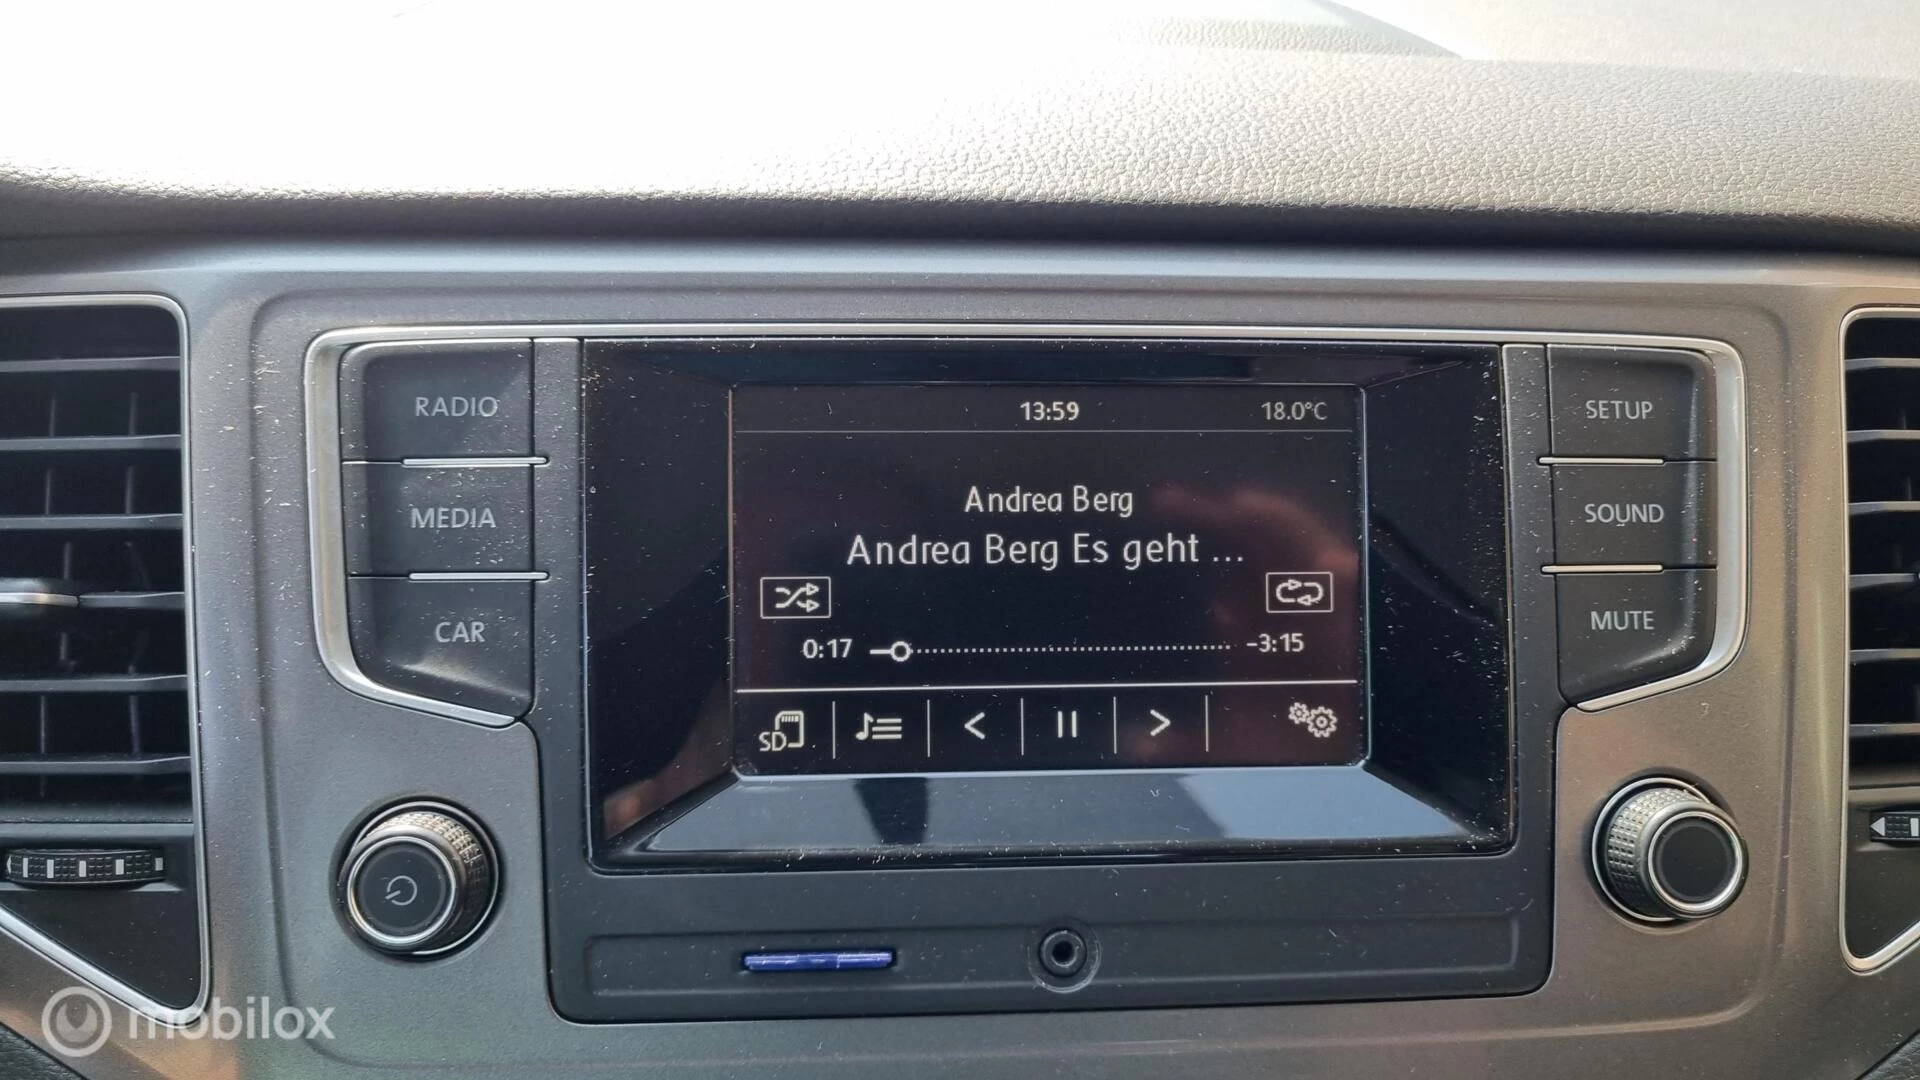 RADIO
MEDIA
CAR
13:59 18.0°C
Andrea Berg
Andrea Berg Es geht ...
0:17 -3:15
SD
SETUP
SOUND
MUTE
mobilox